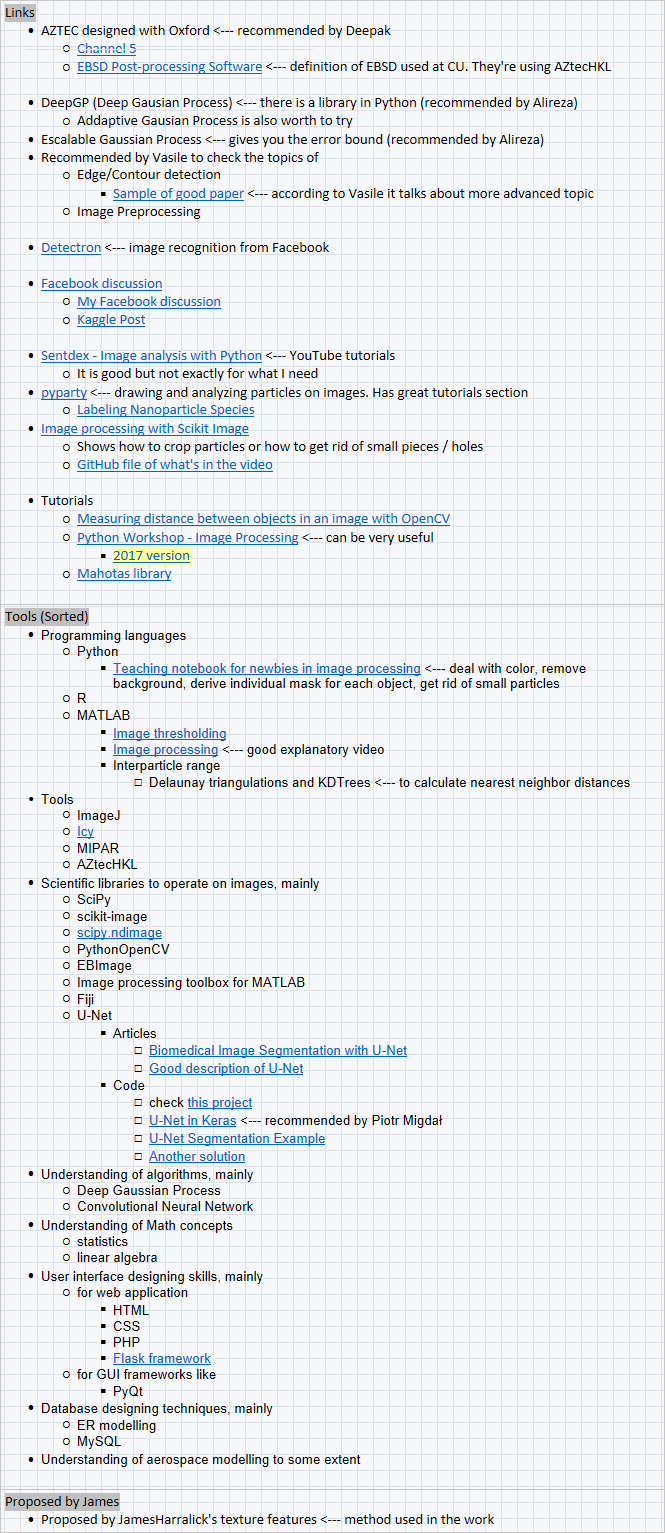 Links
• AZTEC designed with Oxford <--- recommended by Deepak
o Channel 5
o EBSD Post-processing Software <--- definition of EBSD used at CU. They're using AZtecHKL
• DeepGP (Deep Gausian Process) <--- there is a library in Python (recommended by Alireza)
o Addaptive Gausian Process is also worth to try
• Escalable Gaussian Process <--- gives you the error bound (recommended by Alireza)
• Recommended by Vasile to check the topics of
o Edge/Contour detection
▪ Sample of good paper <--- according to Vasile it talks about more advanced topic
o Image Preprocessing
• Detectron <--- image recognition from Facebook
• Facebook discussion
o My Facebook discussion
o Kaggle Post
• Sentdex - Image analysis with Python <--- YouTube tutorials
o It is good but not exactly for what I need
• pyparty <--- drawing and analyzing particles on images. Has great tutorials section
o Labeling Nanoparticle Species
• Image processing with Scikit Image
o Shows how to crop particles or how to get rid of small pieces / holes
o GitHub file of what's in the video
• Tutorials
o Measuring distance between objects in an image with OpenCV
o Python Workshop - Image Processing <--- can be very useful
▪ 2017 version
o Mahotas library
Tools (Sorted)
• Programming languages
o Python
▪ Teaching notebook for newbies in image processing <--- deal with color, remove
background, derive individual mask for each object, get rid of small particles
o R
o MATLAB
▪ Image thresholding
▪ Image processing <--- good explanatory video
▪ Interparticle range
□ Delaunay triangulations and KDTrees <--- to calculate nearest neighbor distances
• Tools
o ImageJ
o Icy
o MIPAR
o AZtecHKL
• Scientific libraries to operate on images, mainly
o SciPy
o scikit-image
o scipy.ndimage
o PythonOpenCV
o EBImage
o Image processing toolbox for MATLAB
o Fiji
o U-Net
▪ Articles
□ Biomedical Image Segmentation with U-Net
□ Good description of U-Net
▪ Code
□ check this project
□ U-Net in Keras <--- recommended by Piotr Migdał
□ U-Net Segmentation Example
□ Another solution
• Understanding of algorithms, mainly
o Deep Gaussian Process
o Convolutional Neural Network
• Understanding of Math concepts
o statistics
o linear algebra
• User interface designing skills, mainly
o for web application
▪ HTML
▪ CSS
▪ PHP
▪ Flask framework
o for GUI frameworks like
▪ PyQt
• Database designing techniques, mainly
o ER modelling
o MySQL
• Understanding of aerospace modelling to some extent
Proposed by James
• Proposed by JamesHarralick's texture features <--- method used in the work